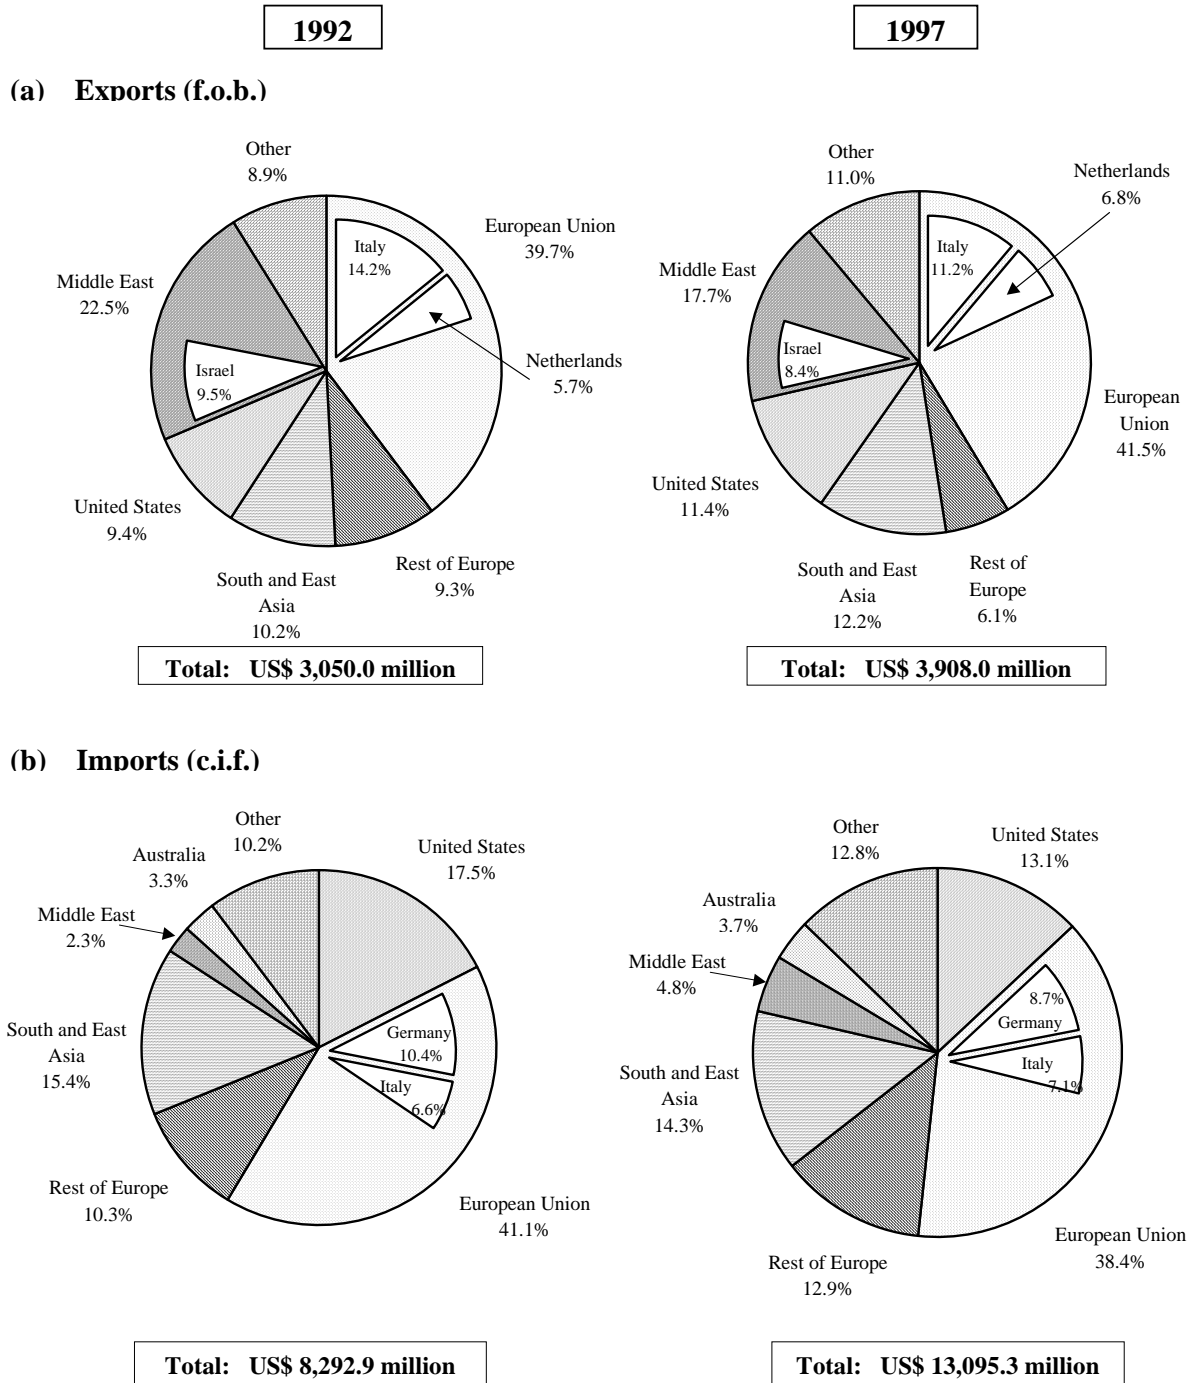 1992
1997
(a) Exports (f.o.b.)
Other
8.9%
European Union
39.7%
Italy
14.2%
Middle East
22.5%
Israel
9.5%
Netherlands
5.7%
United States
9.4%
Rest of Europe
9.3%
South and East
Asia
10.2%
Total: US$ 3,050.0 million
Other
11.0%
Netherlands
6.8%
Italy
11.2%
Middle East
17.7%
Israel
8.4%
European
Union
41.5%
United States
11.4%
South and East
Asia
12.2%
Rest of
Europe
6.1%
Total: US$ 3,908.0 million
(b) Imports (c.i.f.)
Other
10.2%
United States
17.5%
Australia
3.3%
Middle East
2.3%
Germany
10.4%
South and East
Asia
15.4%
Italy
6.6%
Rest of Europe
10.3%
European Union
41.1%
Total: US$ 8,292.9 million
Other
12.8%
United States
13.1%
Australia
3.7%
Middle East
4.8%
8.7%
Germany
Italy
7.1%
South and East
Asia
14.3%
Rest of Europe
12.9%
European Union
38.4%
Total: US$ 13,095.3 million